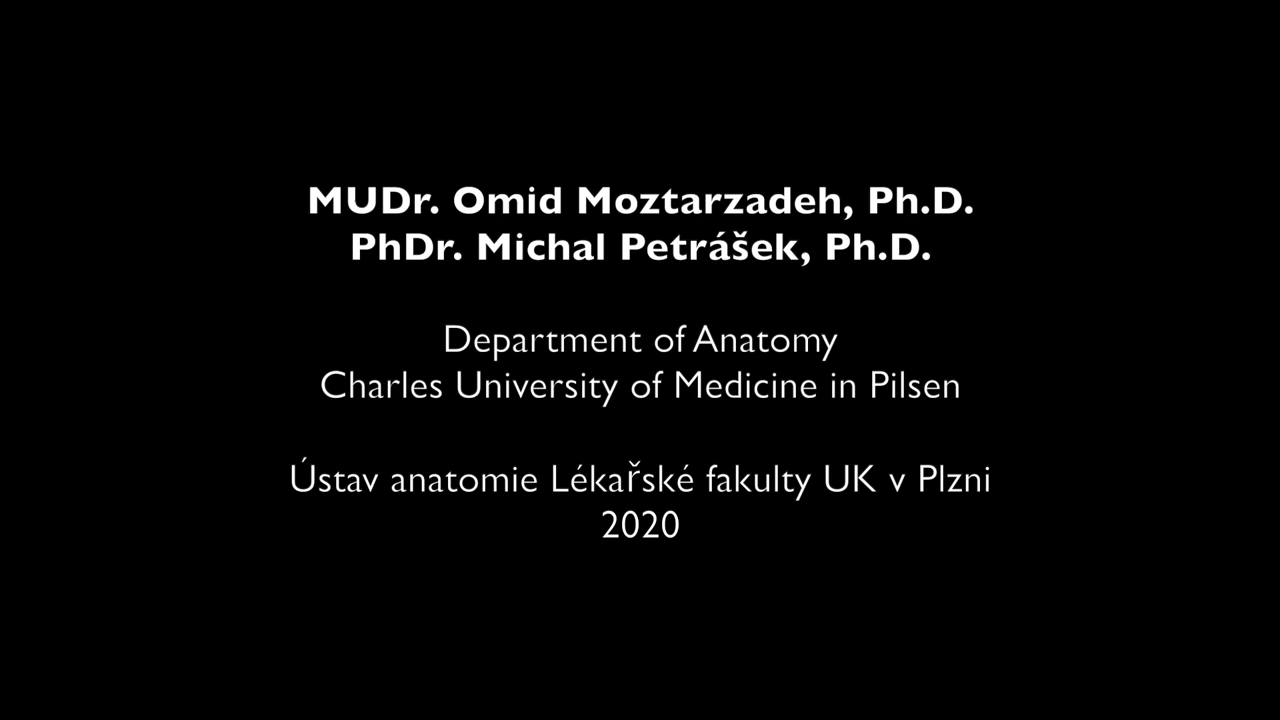 MUDr. Omid Moztarzadeh, Ph.D.
PhDr. Michal Petrášek, Ph.D.
Department of Anatomy
Charles University of Medicine in Pilsen
Ústav anatomie Lékařské fakulty UK v Plzni
2020